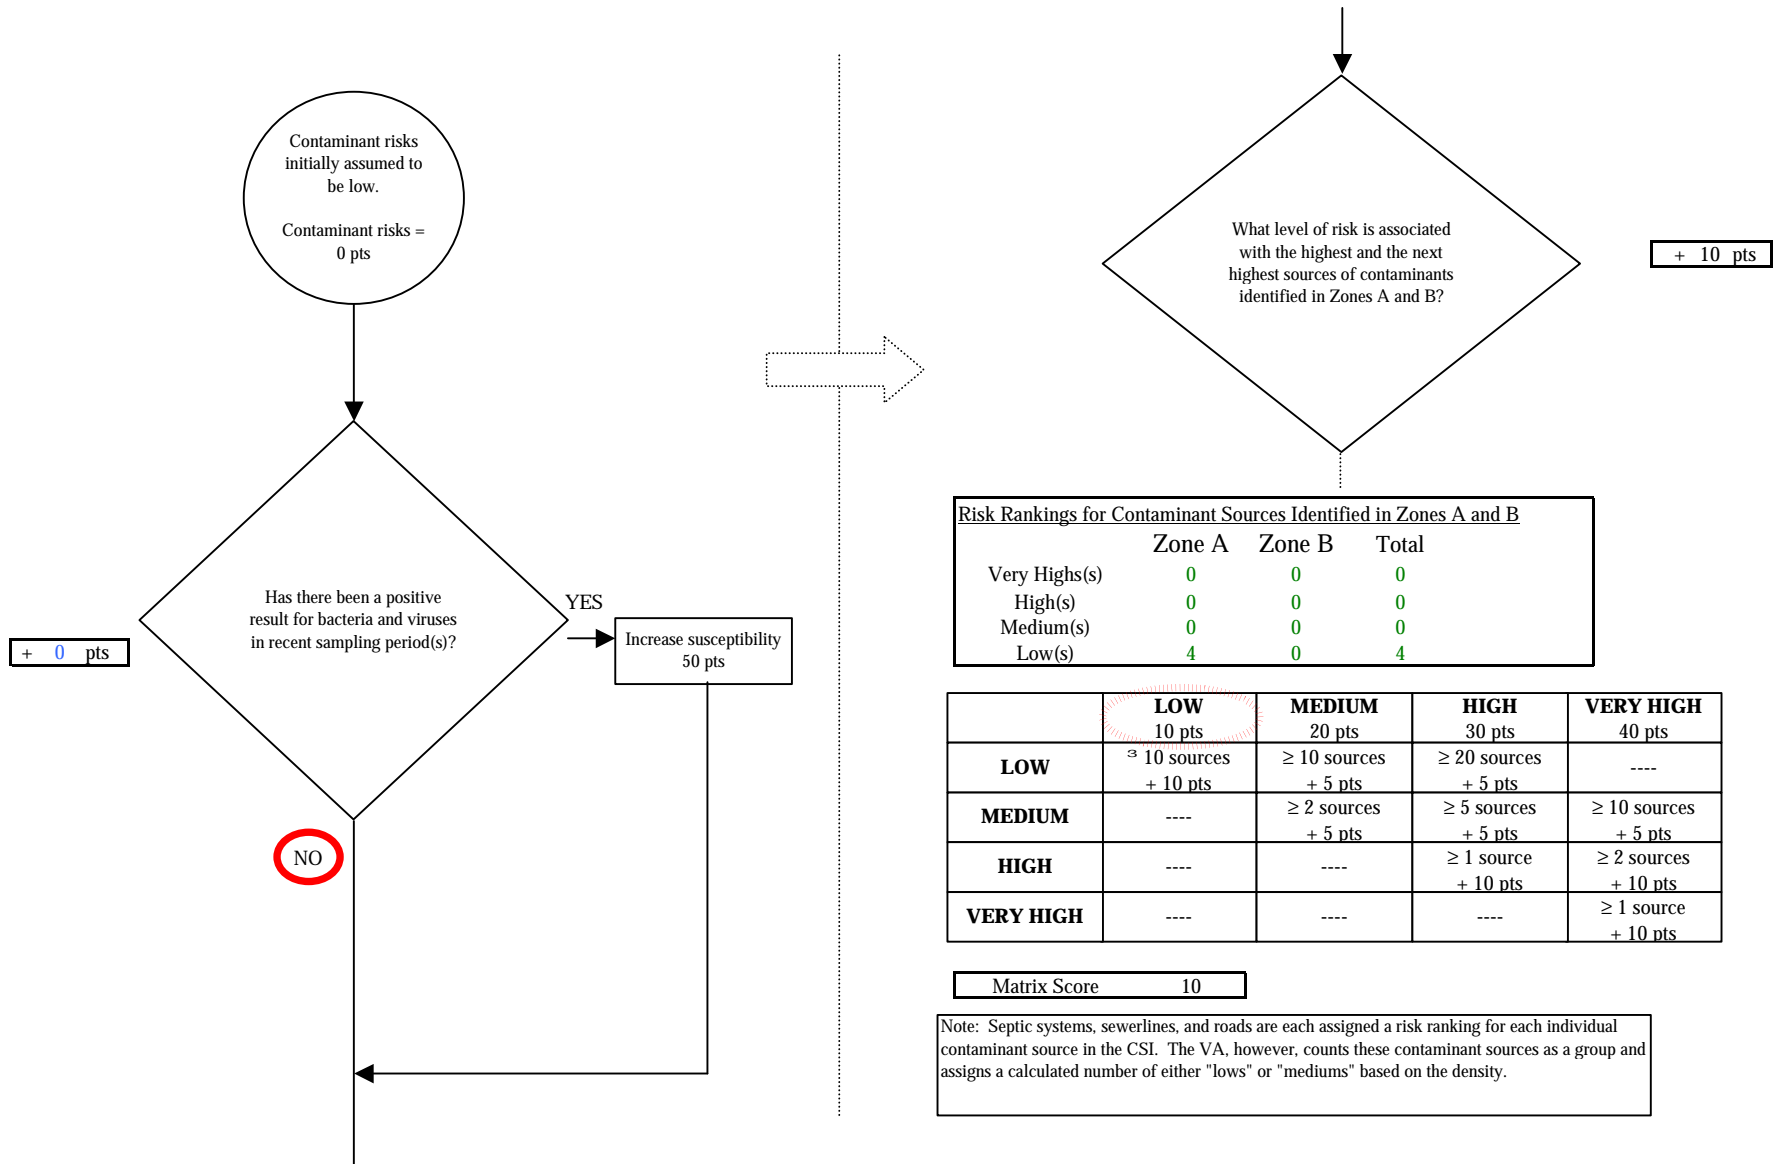 Contaminant risks
initially assumed to
be low.
Contaminant risks =
0 pts
Has there been a positive
result for bacteria and viruses
in recent sampling period(s)?
YES
Increase susceptibility
50 pts
+ 0 pts
NO
What level of risk is associated
with the highest and the next
highest sources of contaminants
identified in Zones A and B?
+ 10 pts
Risk Rankings for Contaminant Sources Identified in Zones A and B
Zone A Zone B Total
Very Highs(s) 0 0 0
High(s) 0 0 0
Medium(s) 0 0 0
Low(s) 4 0 4
LOW MEDIUM HIGH VERY HIGH
10 pts 20 pts 30 pts 40 pts
LOW ³ 10 sources ≥ 10 sources ≥ 20 sources ----
+ 10 pts + 5 pts + 5 pts
MEDIUM ---- ≥ 2 sources ≥ 5 sources ≥ 10 sources
+ 5 pts + 5 pts + 5 pts
HIGH ---- ---- ≥ 1 source ≥ 2 sources
+ 10 pts + 10 pts
VERY HIGH ---- ---- ---- ≥ 1 source
+ 10 pts
Matrix Score 10
Note: Septic systems, sewerlines, and roads are each assigned a risk ranking for each individual
contaminant source in the CSI. The VA, however, counts these contaminant sources as a group and
assigns a calculated number of either "lows" or "mediums" based on the density.